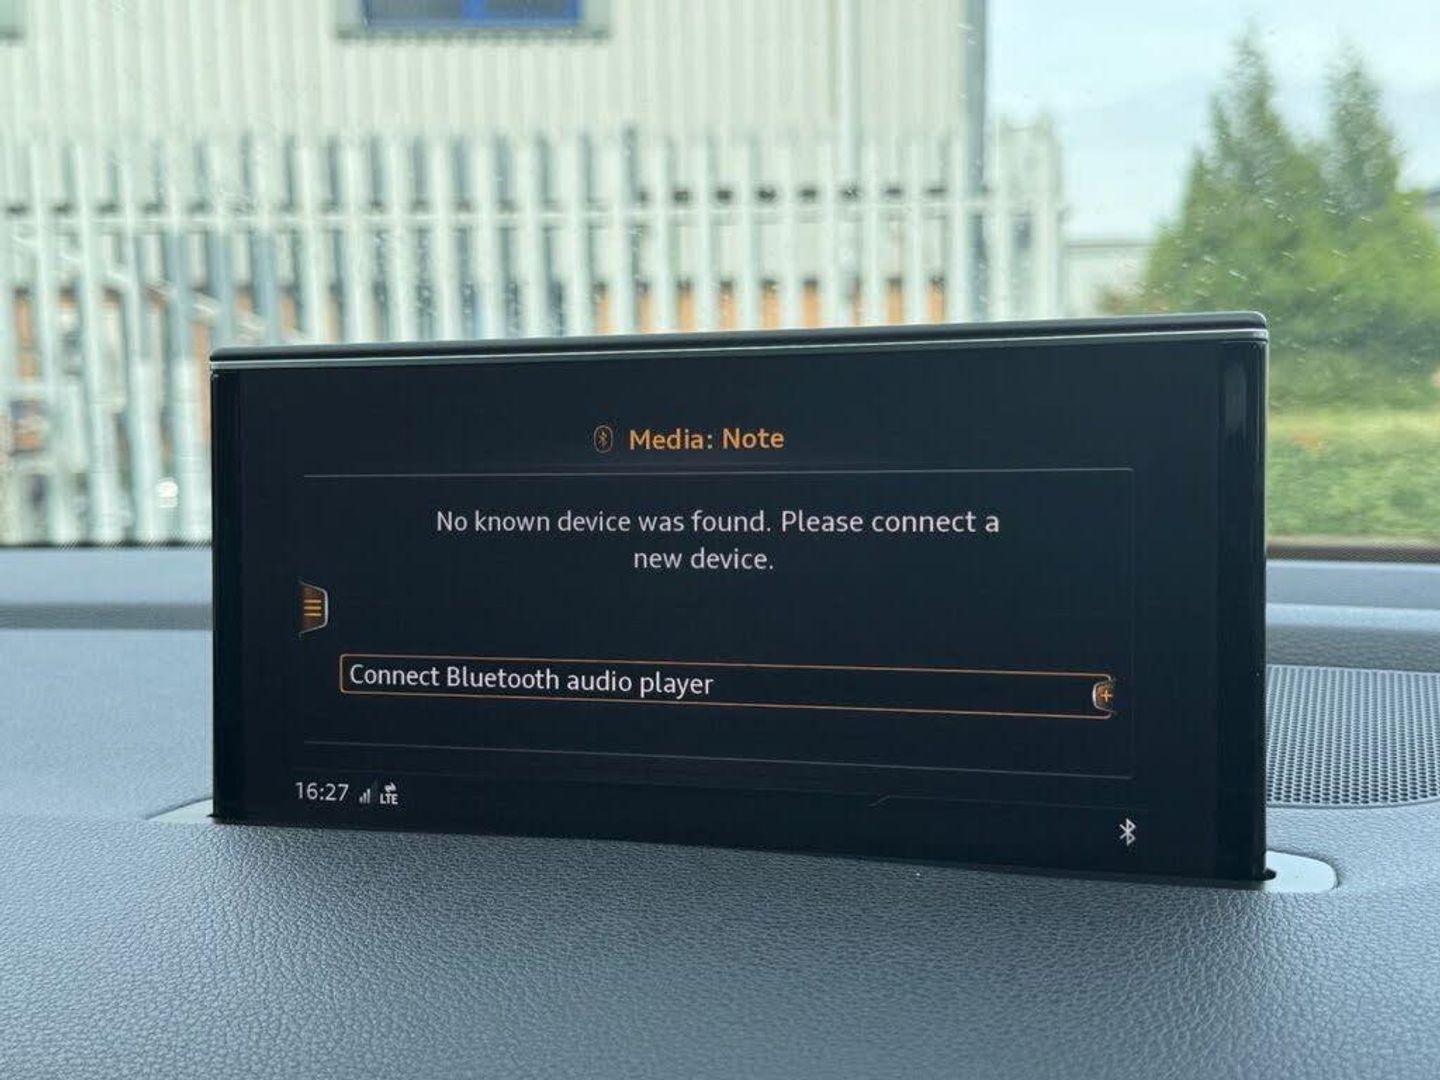 Media: Note
No known device was found. Please connect a
new device.
Connect Bluetooth audio player
16:27 LTE